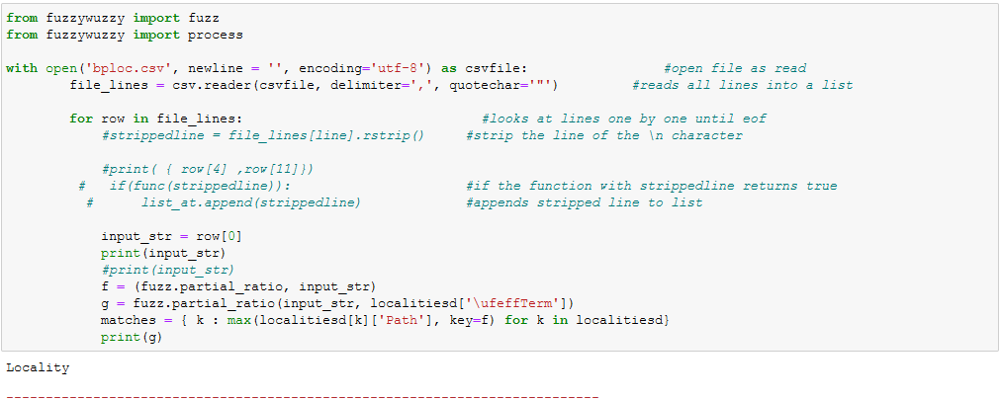 from fuzzywuzzy import fuzz
from fuzzywuzzy import process
with open('bploc.csv', newline = '', encoding='utf-8') as csvfile: #open file as read
file_lines = csv.reader(csvfile, delimiter=',', quotechar='"') #reads all lines into a list
for row in file_lines: #looks at lines one by one until eof
#strippedline = file_lines[line].rstrip() #strip the line of the \n character
#print( { row[4] ,row[11]})
# if(func(strippedline)): #if the function with strippedline returns true
# list_at.append(strippedline) #appends stripped line to list
input_str = row[0]
print(input_str)
#print(input_str)
f = (fuzz.partial_ratio, input_str)
g = fuzz.partial_ratio(input_str, localitiesd['\ufeffTerm'])
matches = { k : max(localitiesd[k]['Path'], key=f) for k in localitiesd}
print(g)
Locality
---------------------------------------------------------------------------